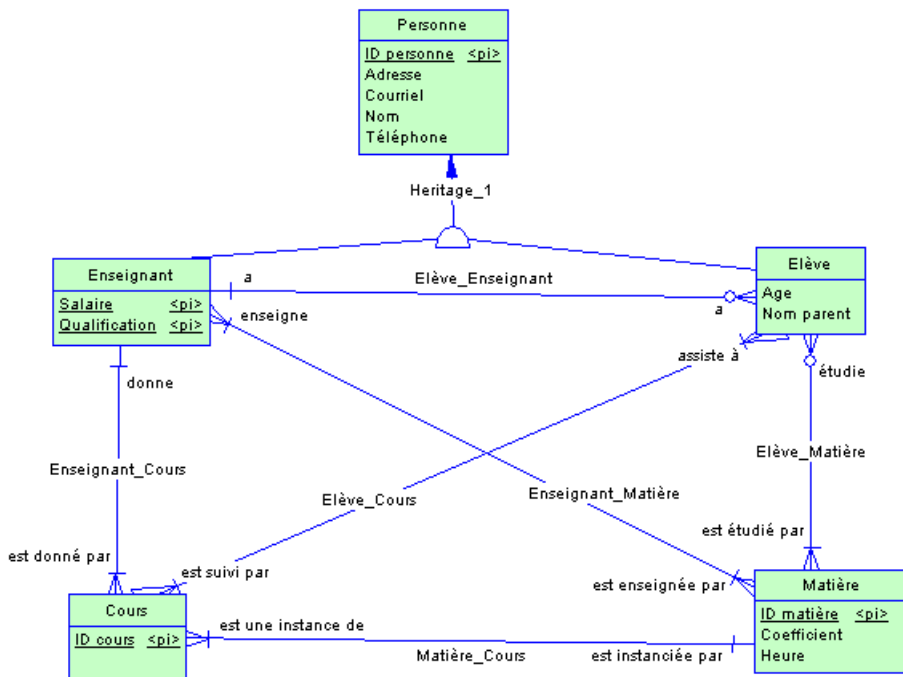 Personne
ID personne <pi>
Adresse
Courriel
Nom
Téléphone
Heritage_1
Enseignant
Salaire <pi>
Qualification <pi>
a
Elève_Enseignant
a
Elève
Age
Nom parent
enseigne
assiste à
étudie
donne
Enseignant_Cours
Elève_Cours
Enseignant_Matière
Elève_Matière
est donné par
est suivi par
est étudié par
est enseignée par
Cours
ID cours <pi>
est une instance de
Matière_Cours
est instanciée par
Matière
ID matière <pi>
Coefficient
Heure